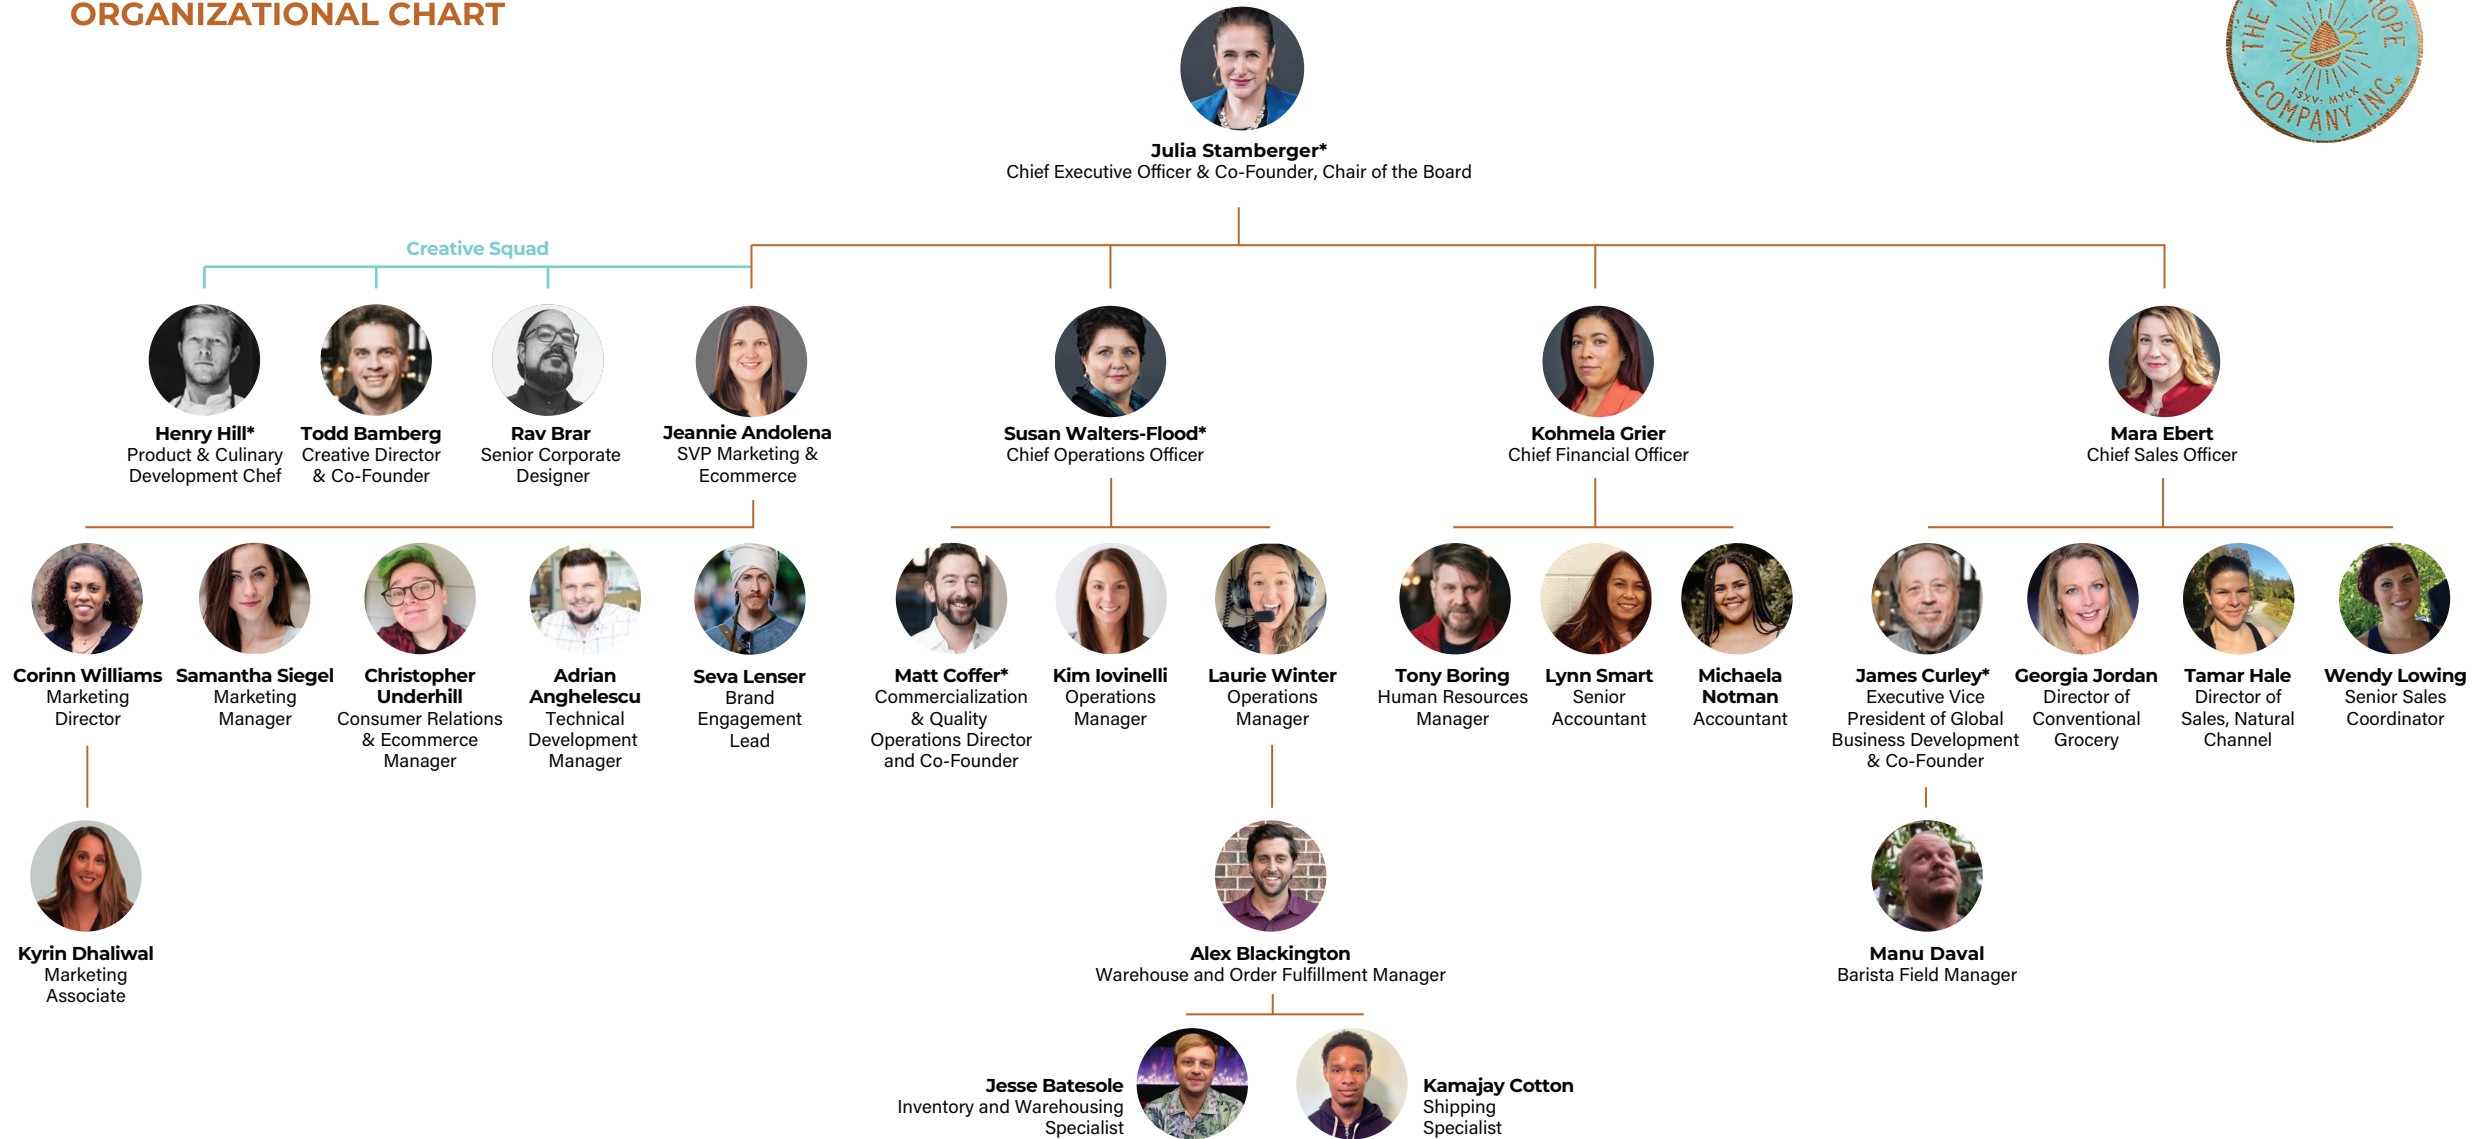 ORGANIZATIONAL CHART
THE
OPE
COMPANY INC.*
TSXV: MYLK
Julia Stamberger*
Chief Executive Officer & Co-Founder, Chair of the Board
Creative Squad
Henry Hill*
Product & Culinary
Development Chef
Todd Bamberg
Creative Director
& Co-Founder
Rav Brar
Senior Corporate
Designer
Jeannie Andolena
SVP Marketing &
Ecommerce
Susan Walters-Flood*
Chief Operations Officer
Kohmela Grier
Chief Financial Officer
Mara Ebert
Chief Sales Officer
Corinn Williams
Marketing
Director
Samantha Siegel
Marketing
Manager
Christopher
Underhill
Consumer Relations
& Ecommerce
Manager
Adrian
Anghelescu
Technical
Development
Manager
Seva Lenser
Brand
Engagement
Lead
Matt Coffer*
Commercialization
& Quality
Operations Director
and Co-Founder
Kim Iovinelli
Operations
Manager
Laurie Winter
Operations
Manager
Tony Boring
Human Resources
Manager
Lynn Smart
Senior
Accountant
Michaela
Notman
Accountant
James Curley*
Executive Vice
President of Global
Business Development
& Co-Founder
Georgia Jordan
Director of
Conventional
Grocery
Tamar Hale
Director of
Sales, Natural
Channel
Wendy Lowing
Senior Sales
Coordinator
Kyrin Dhaliwal
Marketing
Associate
Alex Blackington
Warehouse and Order Fulfillment Manager
Manu Daval
Barista Field Manager
Jesse Batesole
Inventory and Warehousing
Specialist
Kamajay Cotton
Shipping
Specialist